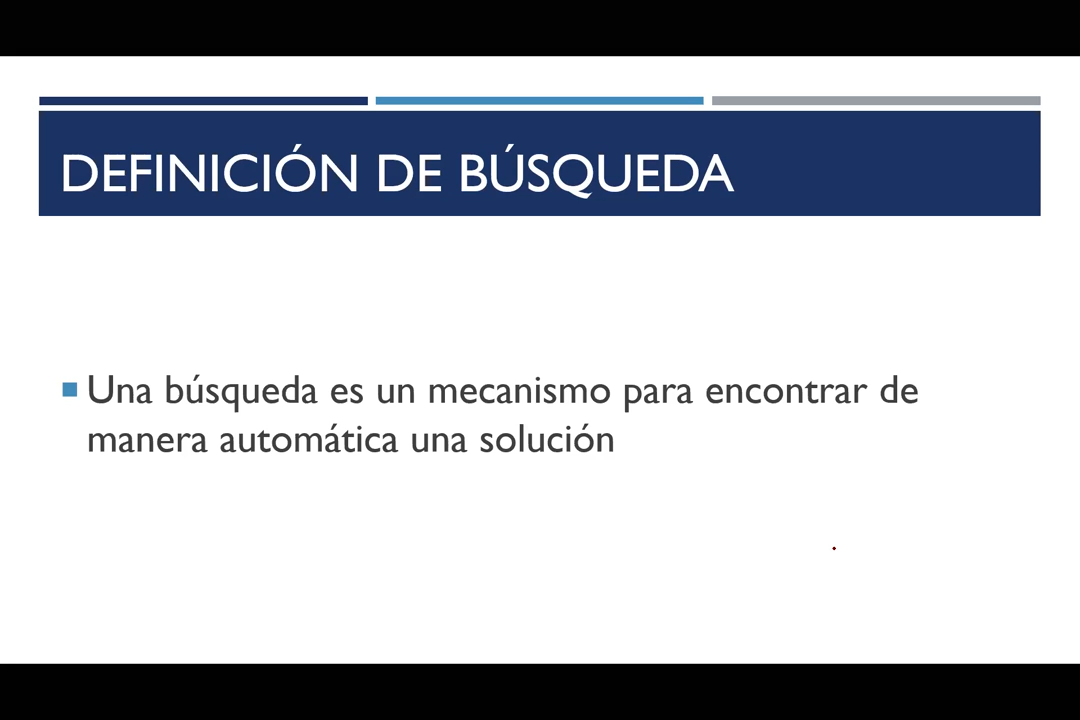 DEFINICIÓN DE BÚSQUEDA
Una búsqueda es un mecanismo para encontrar de
manera automática una solución